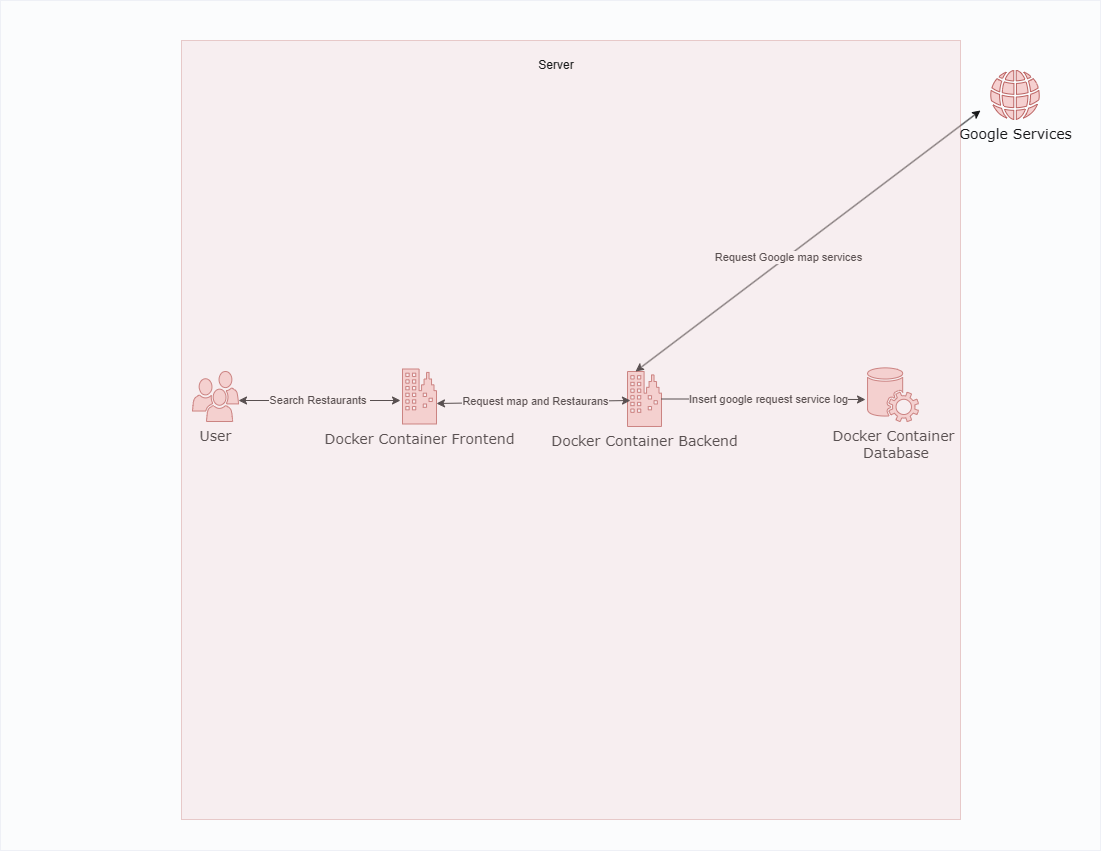 Server
Google Services
Request Google map services
Search Restaurants
Request map and Restaurans
Insert google request service log
User
Docker Container Frontend
Docker Container Backend
Docker Container
Database